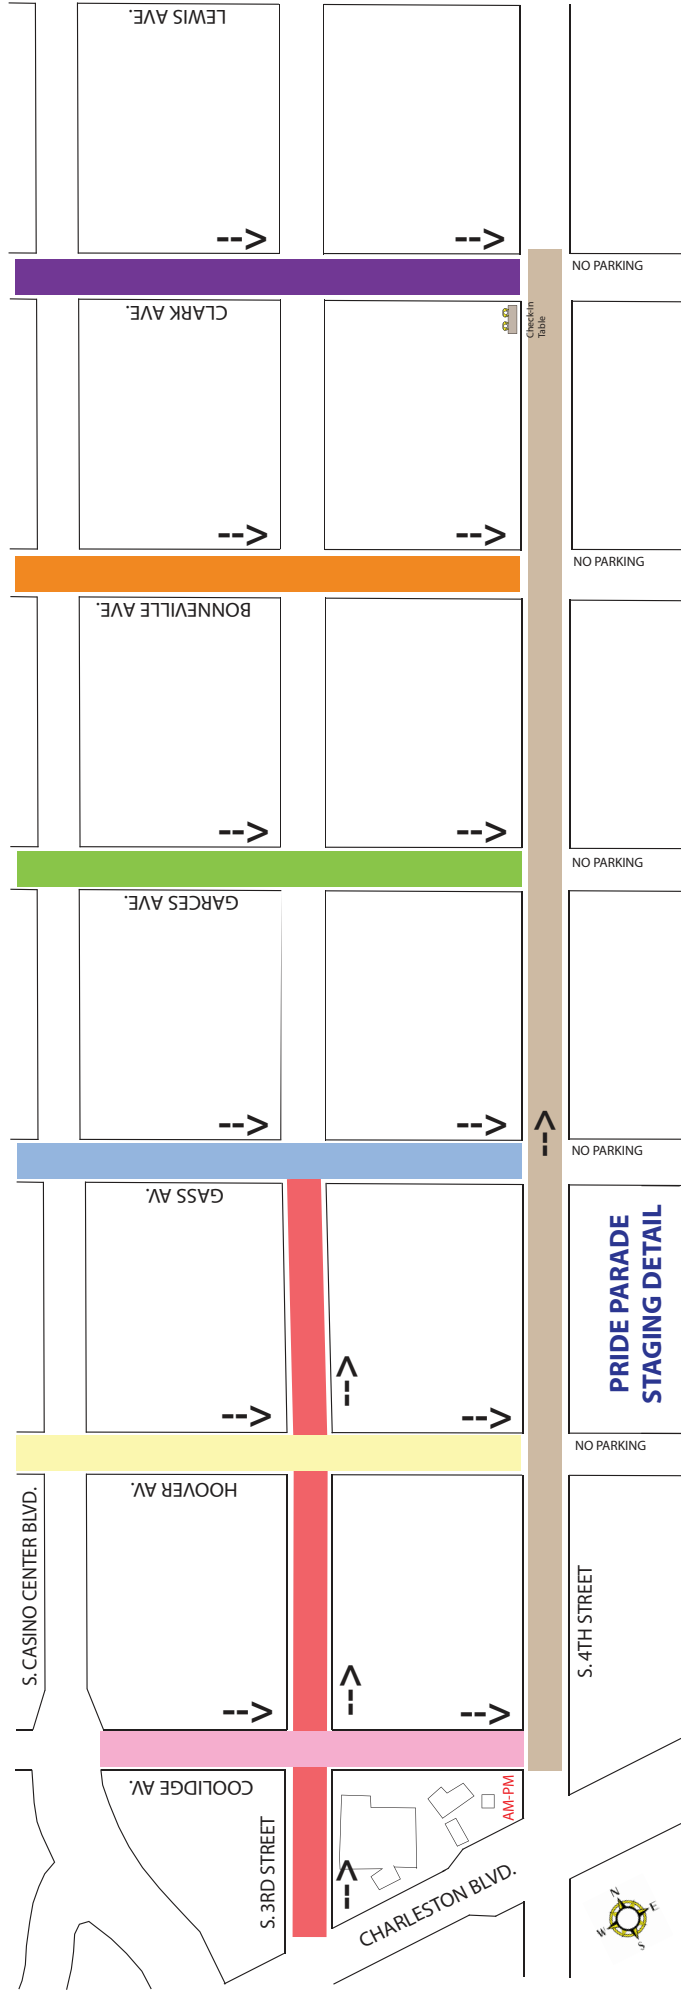 LEWIS AVE.
-->
-->
NO PARKING
CLARK AVE.
Check-In
Table
-->
-->
NO PARKING
BONNEVILLE AVE.
-->
-->
NO PARKING
GARCES AVE.
-->
-->
-->
NO PARKING
GASS AV.
PRIDE PARADE
STAGING DETAIL
-->
-->
-->
NO PARKING
HOOVER AV
S. CASINO CENTER BLVD.
S. 4TH STREET
-->
-->
-->
COOLIDGE AV.
AM-PM
S. 3RD STREET
-->
CHARLESTON BLVD.
N
E
W
S